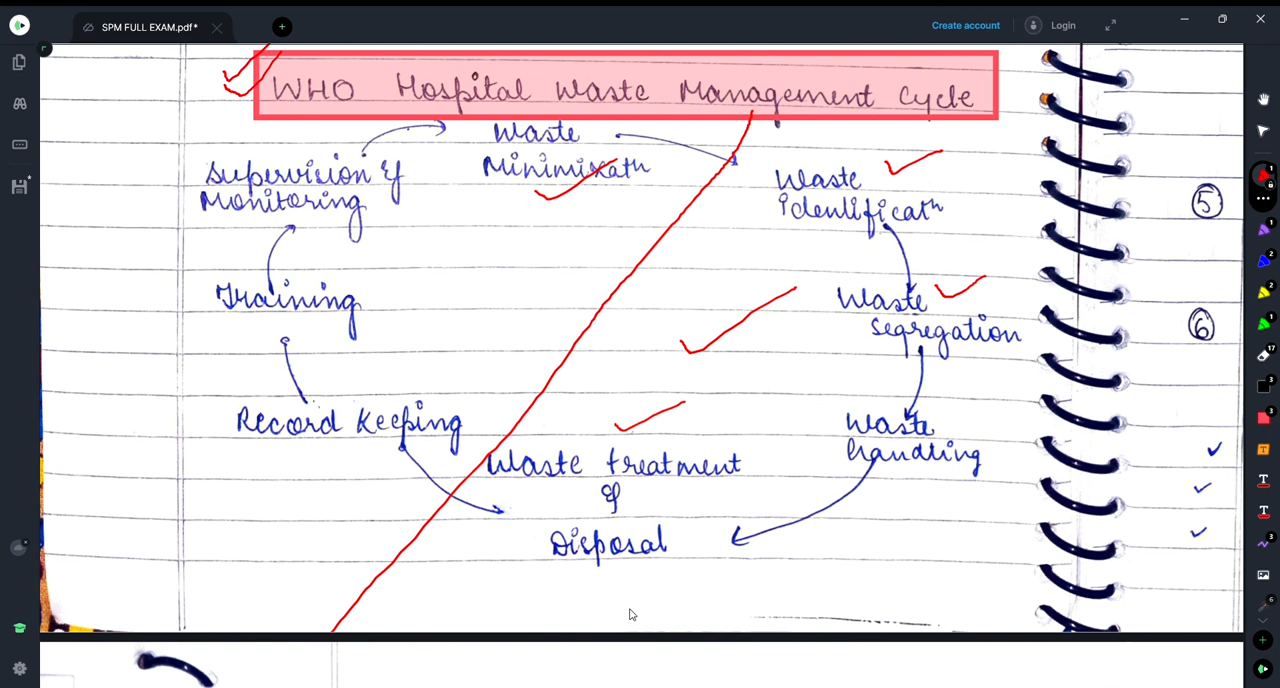 SPM FULL EXAM.pdf*
Create account
Login
WHO Hospital Waste Management Cycle
Waste
Minimizatn
Supervision &
Monitoring
Waste
identificatn
5
Training
Waste
segregation
6
Record Keeping
Waste
handling
Waste treatment
&
Disposal